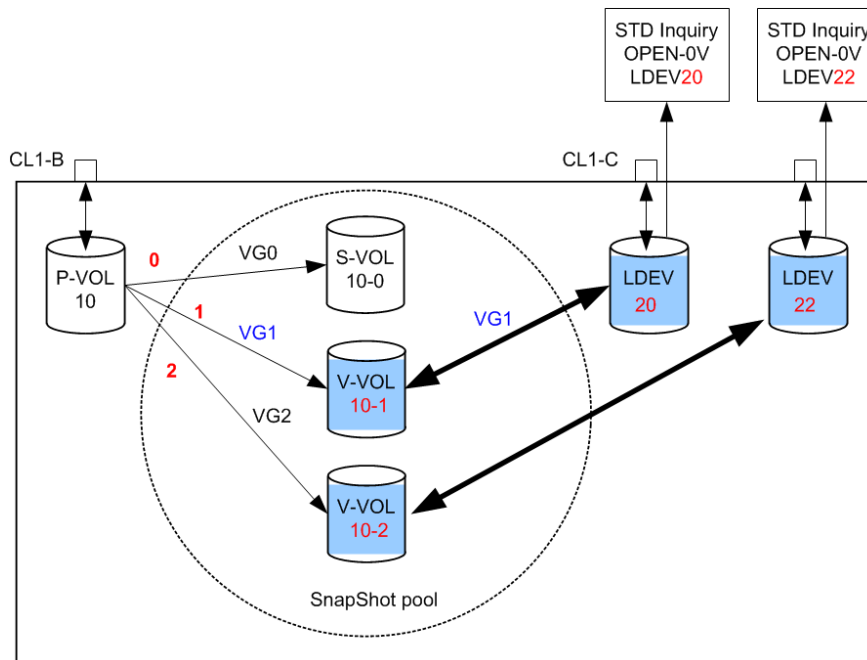 STD Inquiry
OPEN-0V
LDEV20
STD Inquiry
OPEN-0V
LDEV22
CL1-B
CL1-C
P-VOL
10
0
VG0
S-VOL
10-0
1
VG1
V-VOL
10-1
VG1
LDEV
20
LDEV
22
2
VG2
V-VOL
10-2
SnapShot pool